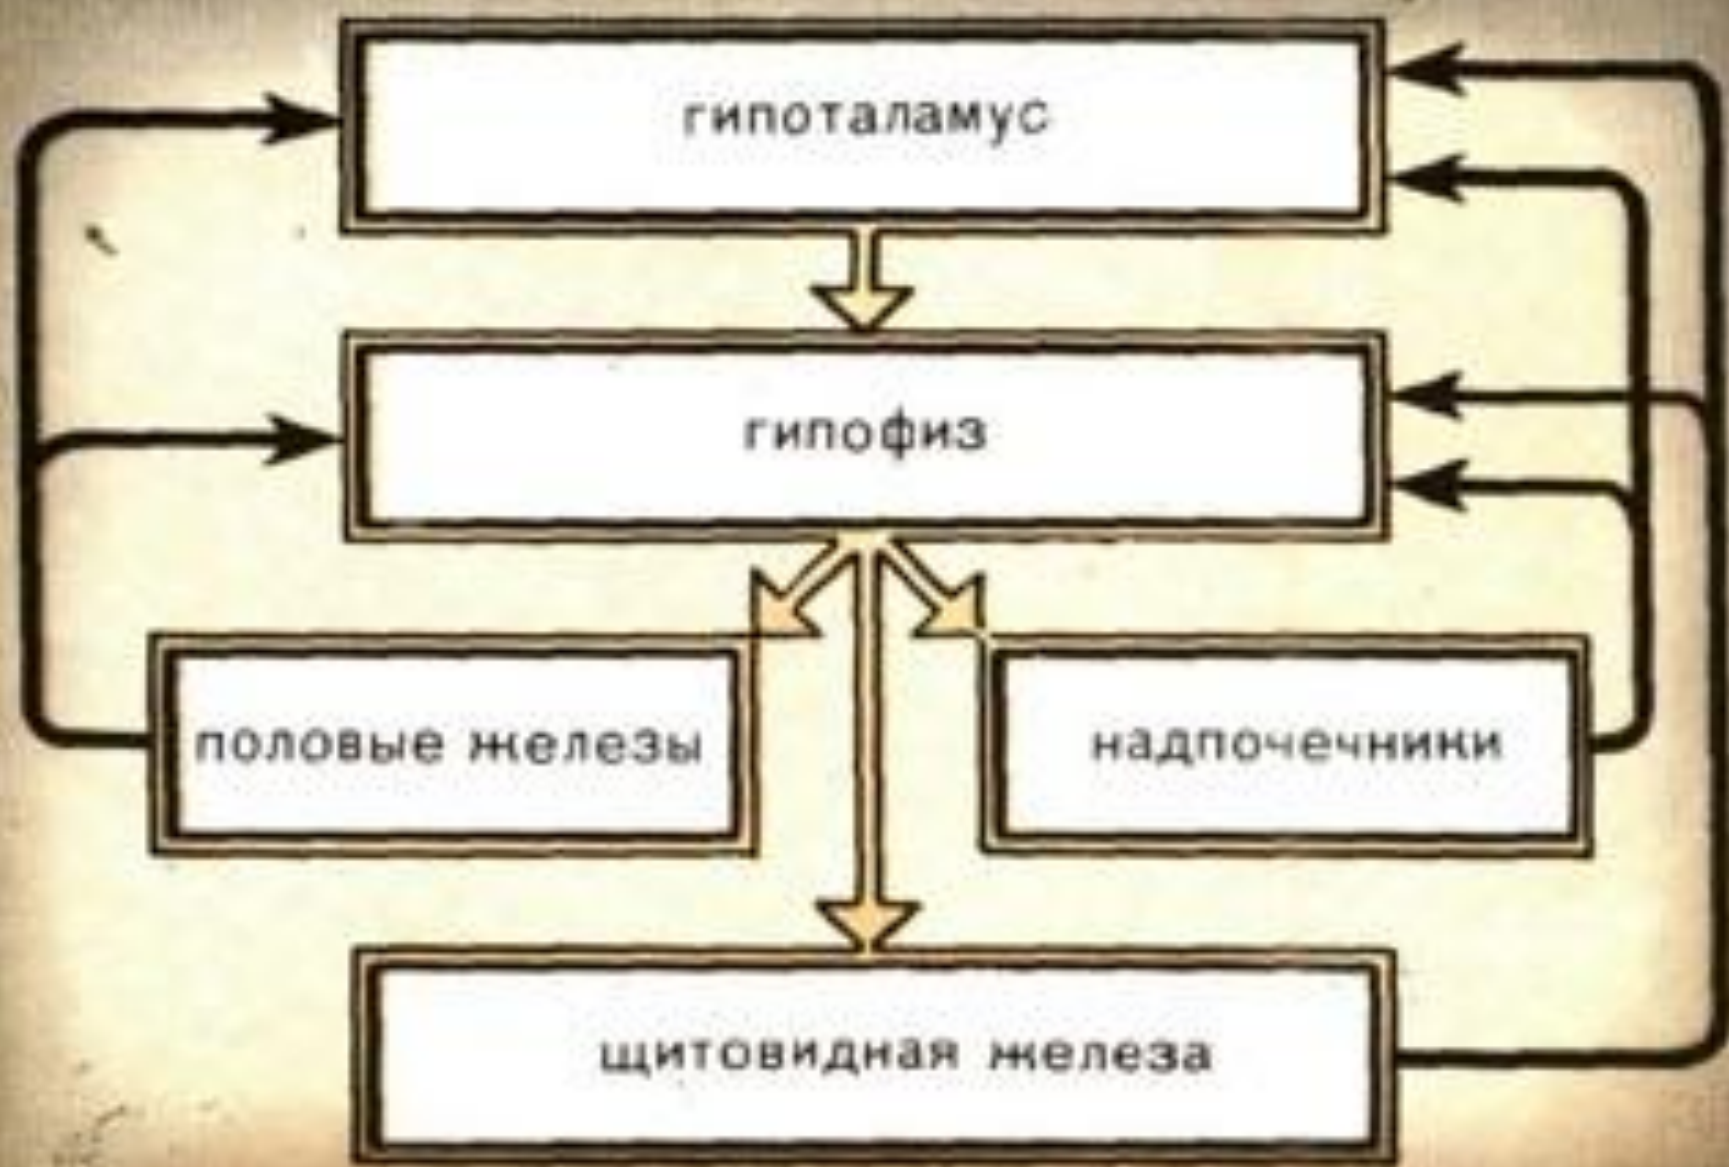 гипоталамус
гипофиз
половые железы
надпочечники
щитовидная железа